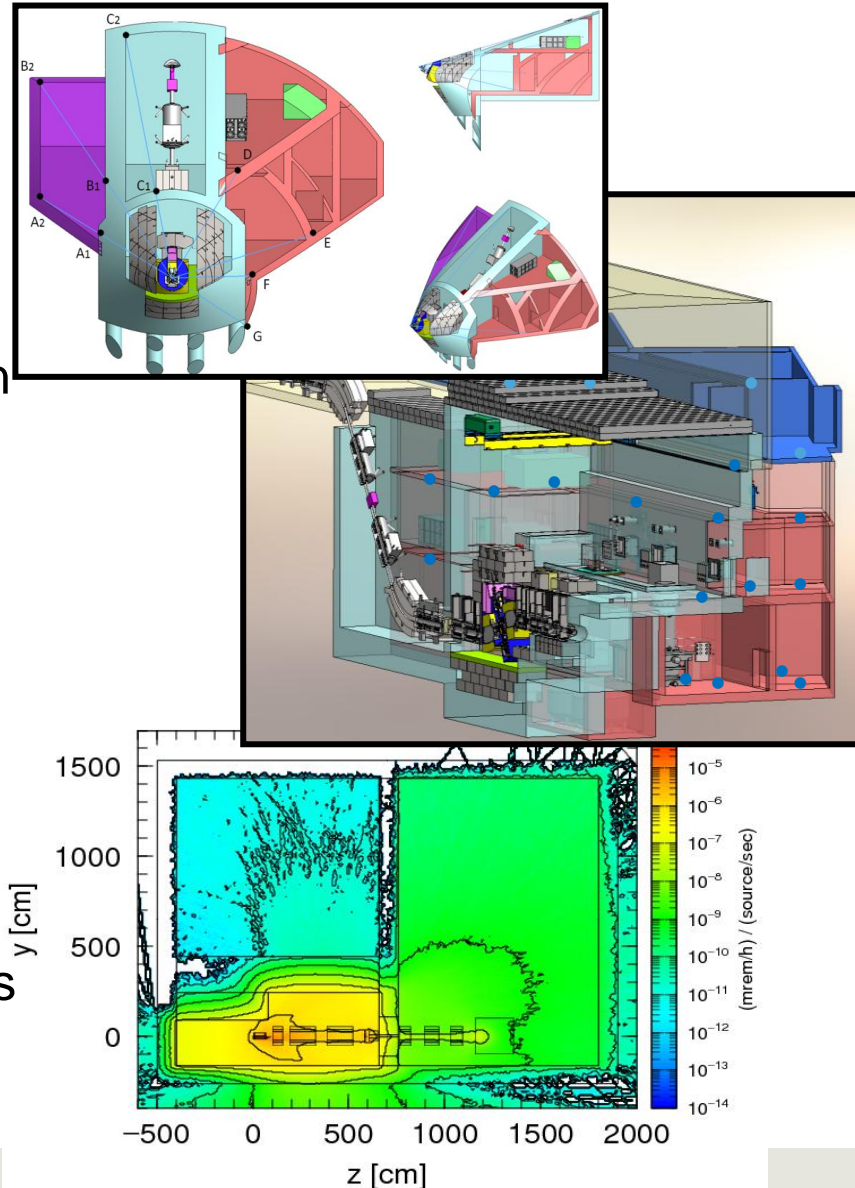 C2
B2
D
B1
C1
A2
A1
E
F
G
n
s
1500
1000
500
0
y [cm]
−500 0 500 1000 1500 2000
z [cm]
10⁻⁵
10⁻⁶
10⁻⁷
10⁻⁸
10⁻⁹
10⁻¹⁰
10⁻¹¹
10⁻¹²
10⁻¹³
10⁻¹⁴
(mrem/h) / (source/sec)